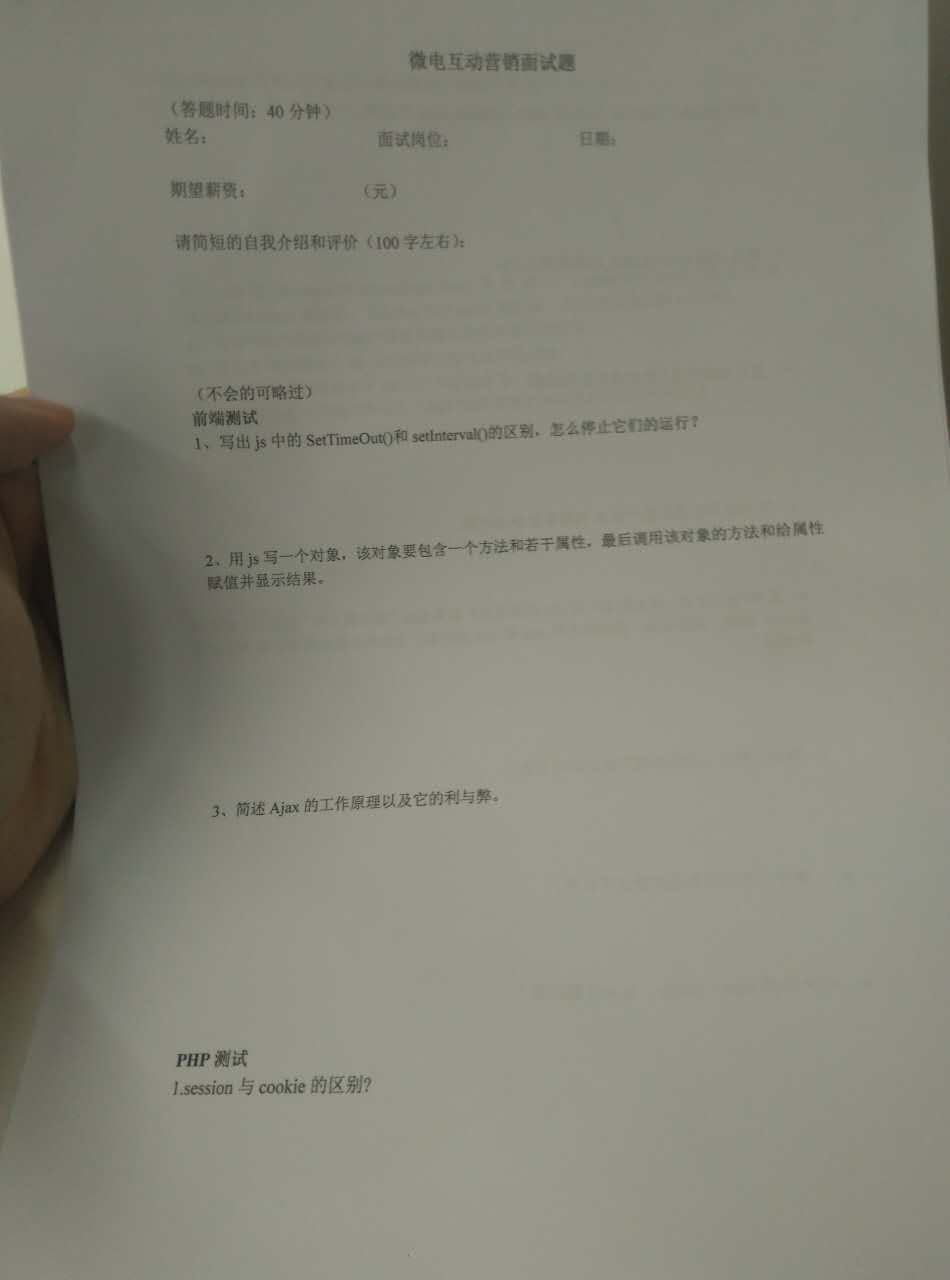 微电互动营销面试题
（答题时间：40 分钟）
姓名： 面试岗位： 日期：
期望薪资： （元）
请简短的自我介绍和评价（100 字左右）：
（不会的可略过）
前端测试
1、写出 js 中的 SetTimeOut()和 setInterval()的区别，怎么停止它们的运行？
2、用 js 写一个对象，该对象要包含一个方法和若干属性，最后调用该对象的方法和给属性
赋值并显示结果。
3、简述 Ajax 的工作原理以及它的利与弊。
PHP 测试
1.session 与 cookie 的区别?